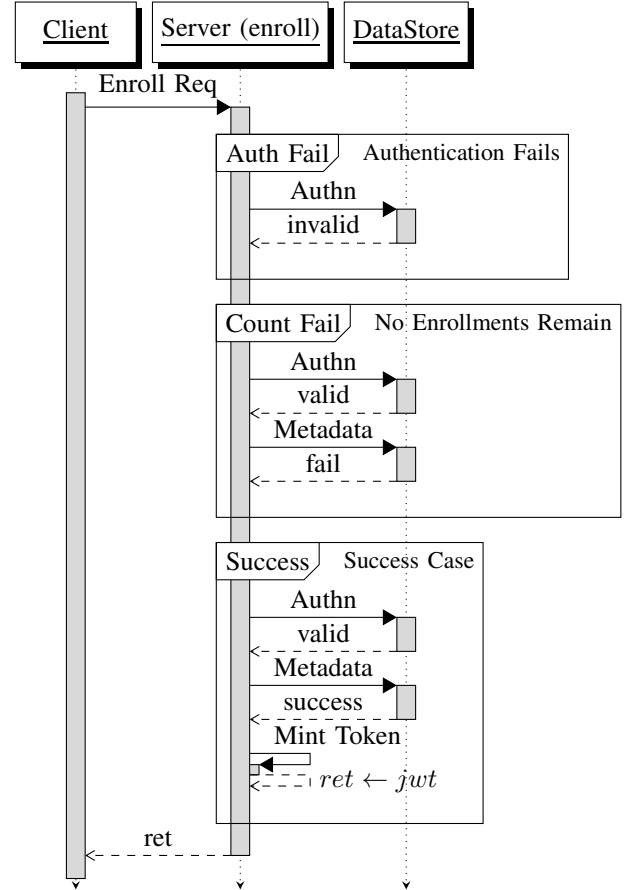 Client
Server (enroll)
DataStore
Enroll Req
Auth Fail
Authentication Fails
Authn
invalid
Count Fail
No Enrollments Remain
Authn
valid
Metadata
fail
Success
Success Case
Authn
valid
Metadata
success
Mint Token
ret ← jwt
ret